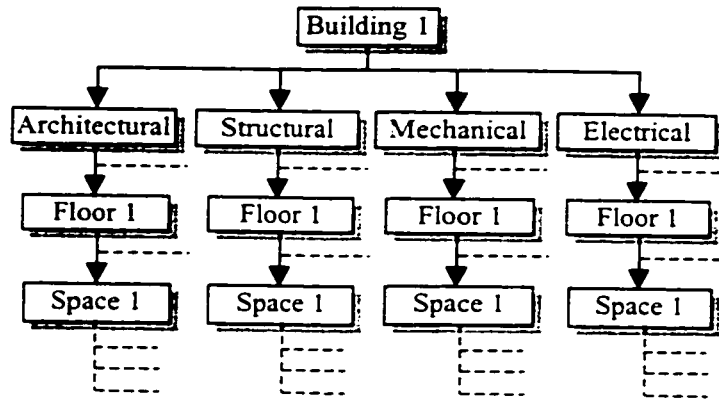 Building 1
Architectural Structural Mechanical Electrical
Floor 1 Floor 1 Floor 1 Floor 1
Space 1 Space 1 Space 1 Space 1